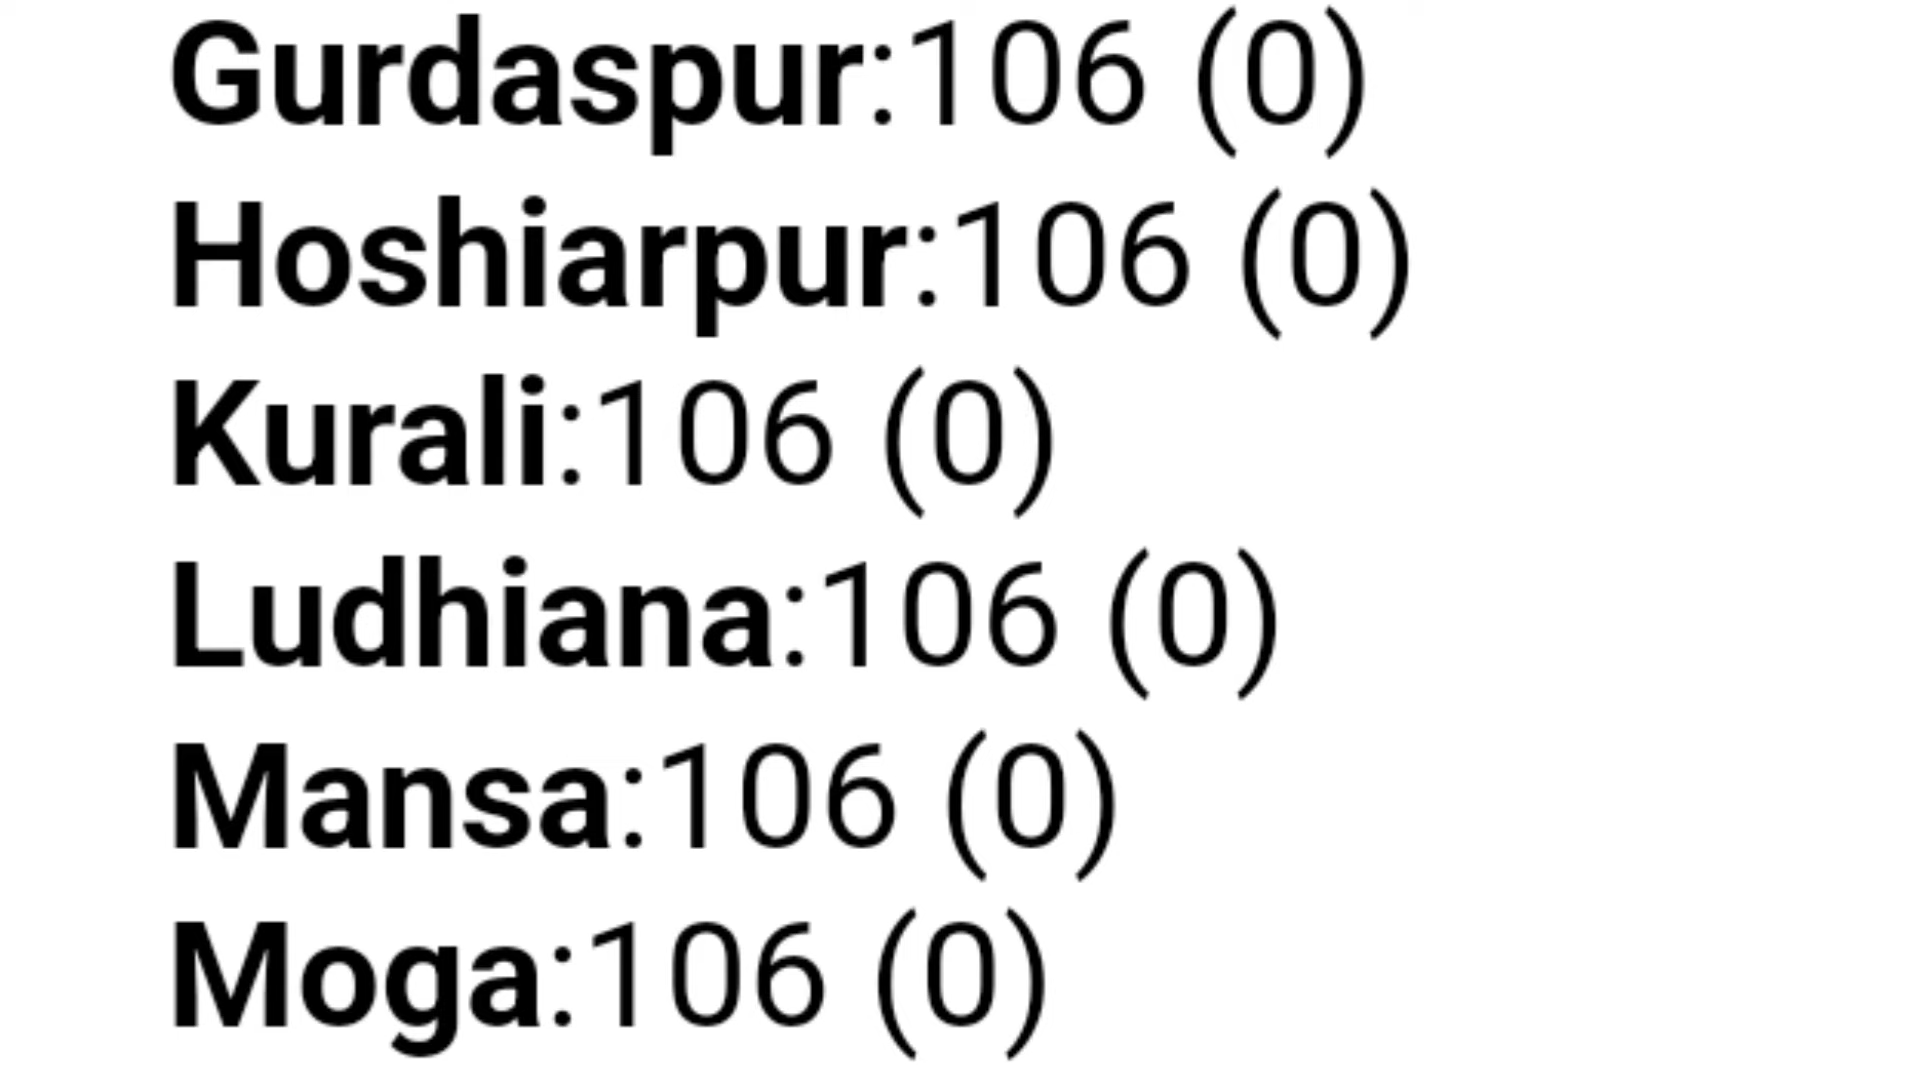 Gurdaspur:106 (0)
Hoshiarpur:106 (0)
Kurali:106 (0)
Ludhiana:106 (0)
Mansa:106 (0)
Moga:106 (0)